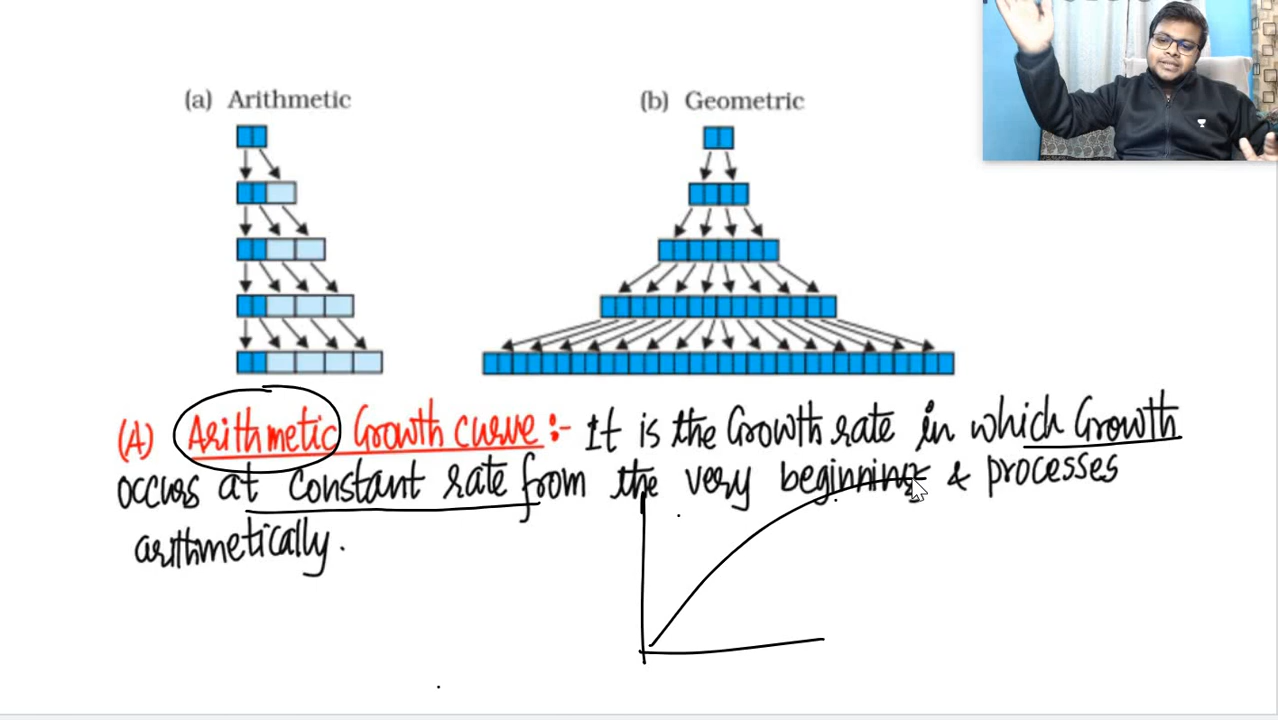 (a) Arithmetic
(b) Geometric
(A) Arithmetic Growth curve :- It is the Growth rate in which Growth
occurs at constant rate from the very beginning & processes
arithmetically.